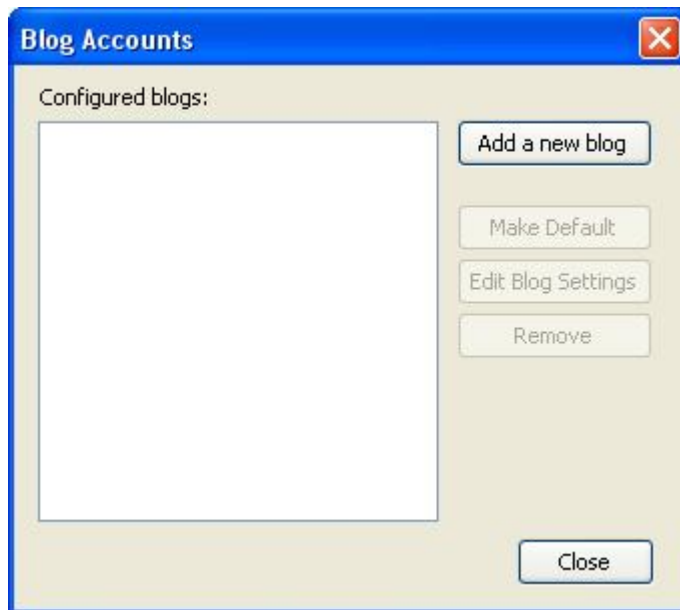 Blog Accounts
Configured blogs:
Add a new blog
Make Default
Edit Blog Settings
Remove
Close